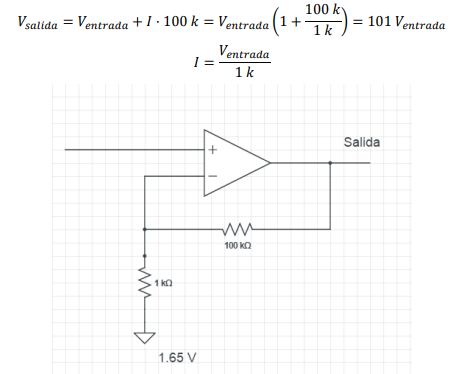 V_salida = V_entrada + I · 100 k = V_entrada (1 + 100 k / 1 k) = 101 V_entrada
I = V_entrada / 1 k
Salida
+
−
100 kΩ
1 kΩ
1.65 V